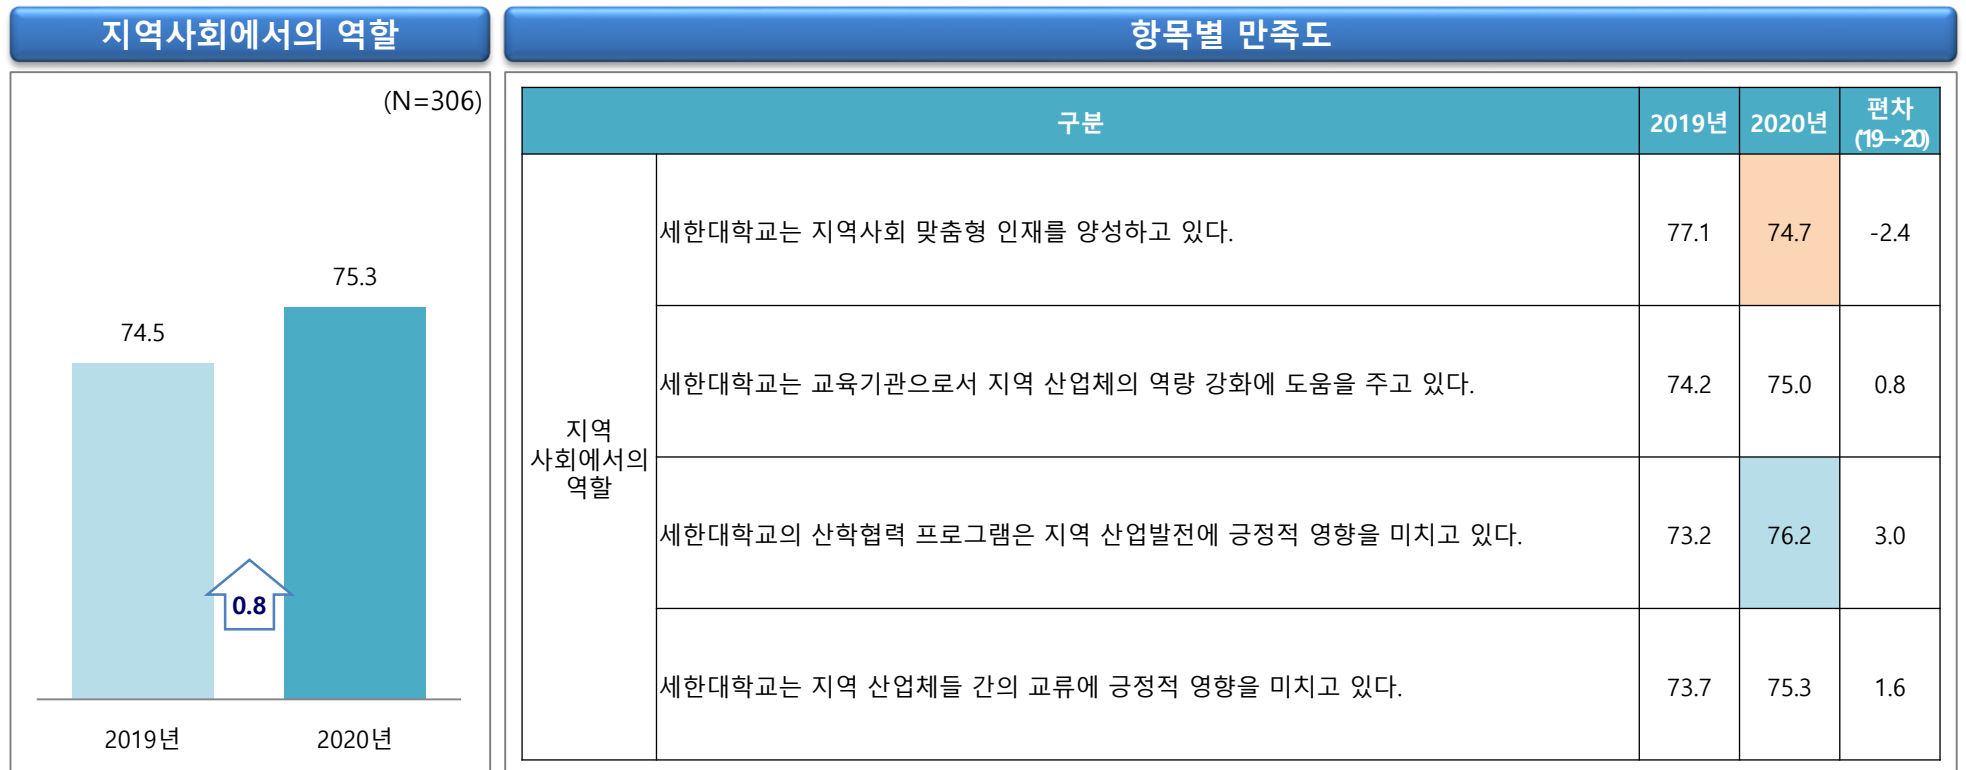 지역사회에서의 역할
(N=306)
74.5
75.3
0.8
2019년 2020년
항목별 만족도
구분 2019년 2020년 편차
('19→'20)
지역
사회에서의
역할
세한대학교는 지역사회 맞춤형 인재를 양성하고 있다. 77.1 74.7 -2.4
세한대학교는 교육기관으로서 지역 산업체의 역량 강화에 도움을 주고 있다. 74.2 75.0 0.8
세한대학교의 산학협력 프로그램은 지역 산업발전에 긍정적 영향을 미치고 있다. 73.2 76.2 3.0
세한대학교는 지역 산업체들 간의 교류에 긍정적 영향을 미치고 있다. 73.7 75.3 1.6